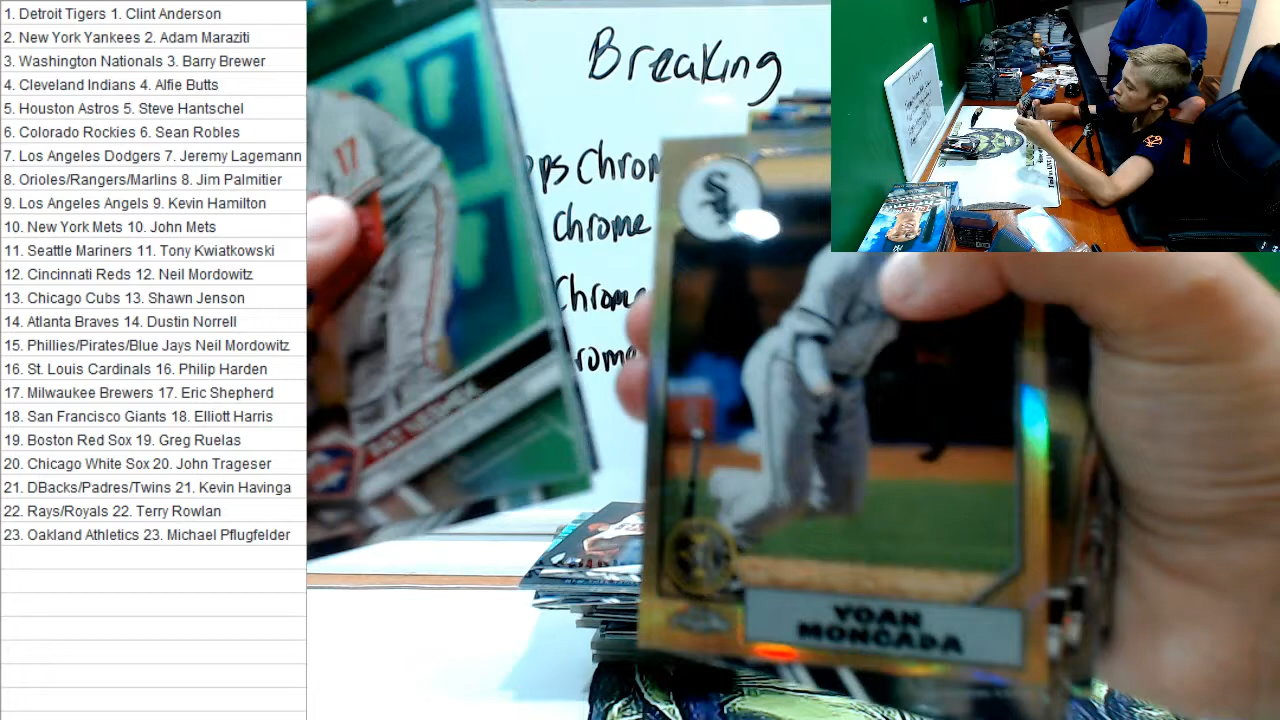 1. Detroit Tigers 1. Clint Anderson
2. New York Yankees 2. Adam Maraziti
3. Washington Nationals 3. Barry Brewer
4. Cleveland Indians 4. Alfie Butts
5. Houston Astros 5. Steve Hantschel
6. Colorado Rockies 6. Sean Robles
7. Los Angeles Dodgers 7. Jeremy Lagemann
8. Orioles/Rangers/Marlins 8. Jim Palmitier
9. Los Angeles Angels 9. Kevin Hamilton
10. New York Mets 10. John Mets
11. Seattle Mariners 11. Tony Kwiatkowski
12. Cincinnati Reds 12. Neil Mordowitz
13. Chicago Cubs 13. Shawn Jenson
14. Atlanta Braves 14. Dustin Norrell
15. Phillies/Pirates/Blue Jays Neil Mordowitz
16. St. Louis Cardinals 16. Philip Harden
17. Milwaukee Brewers 17. Eric Shepherd
18. San Francisco Giants 18. Elliott Harris
19. Boston Red Sox 19. Greg Ruelas
20. Chicago White Sox 20. John Trageser
21. DBacks/Padres/Twins 21. Kevin Havinga
22. Rays/Royals 22. Terry Rowlan
23. Oakland Athletics 23. Michael Pflugfelder
Breaking
ps Chrom
Chrome
Chrome
rome
17
SOX
YOAN
MONCADA